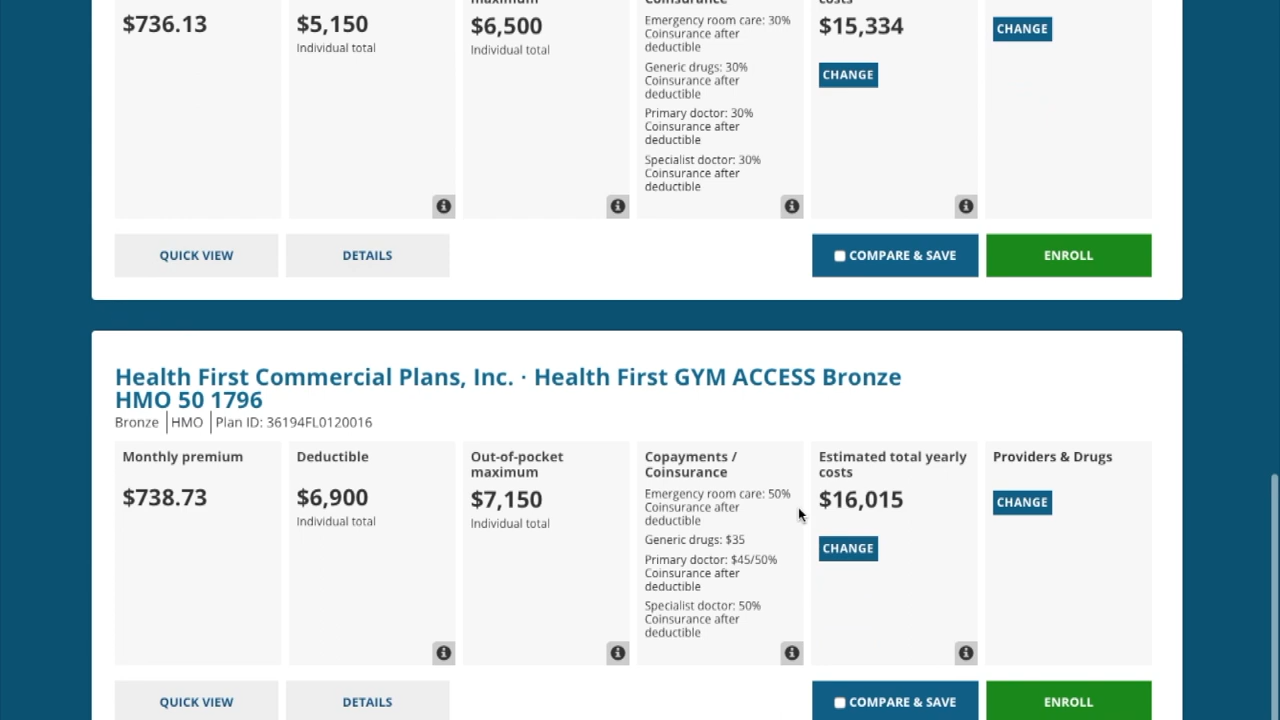 maximum
Coinsurance
costs
$736.13
$5,150
Individual total
$6,500
Individual total
Emergency room care: 30%
Coinsurance after
deductible
Generic drugs: 30%
Coinsurance after
deductible
Primary doctor: 30%
Coinsurance after
deductible
Specialist doctor: 30%
Coinsurance after
deductible
$15,334
CHANGE
CHANGE
QUICK VIEW
DETAILS
COMPARE & SAVE
ENROLL
Health First Commercial Plans, Inc. · Health First GYM ACCESS Bronze
HMO 50 1796
Bronze | HMO | Plan ID: 36194FL0120016
Monthly premium
$738.73
Deductible
$6,900
Individual total
Out-of-pocket
maximum
$7,150
Individual total
Copayments /
Coinsurance
Emergency room care: 50%
Coinsurance after
deductible
Generic drugs: $35
Primary doctor: $45/50%
Coinsurance after
deductible
Specialist doctor: 50%
Coinsurance after
deductible
Estimated total yearly
costs
$16,015
CHANGE
Providers & Drugs
CHANGE
QUICK VIEW
DETAILS
COMPARE & SAVE
ENROLL